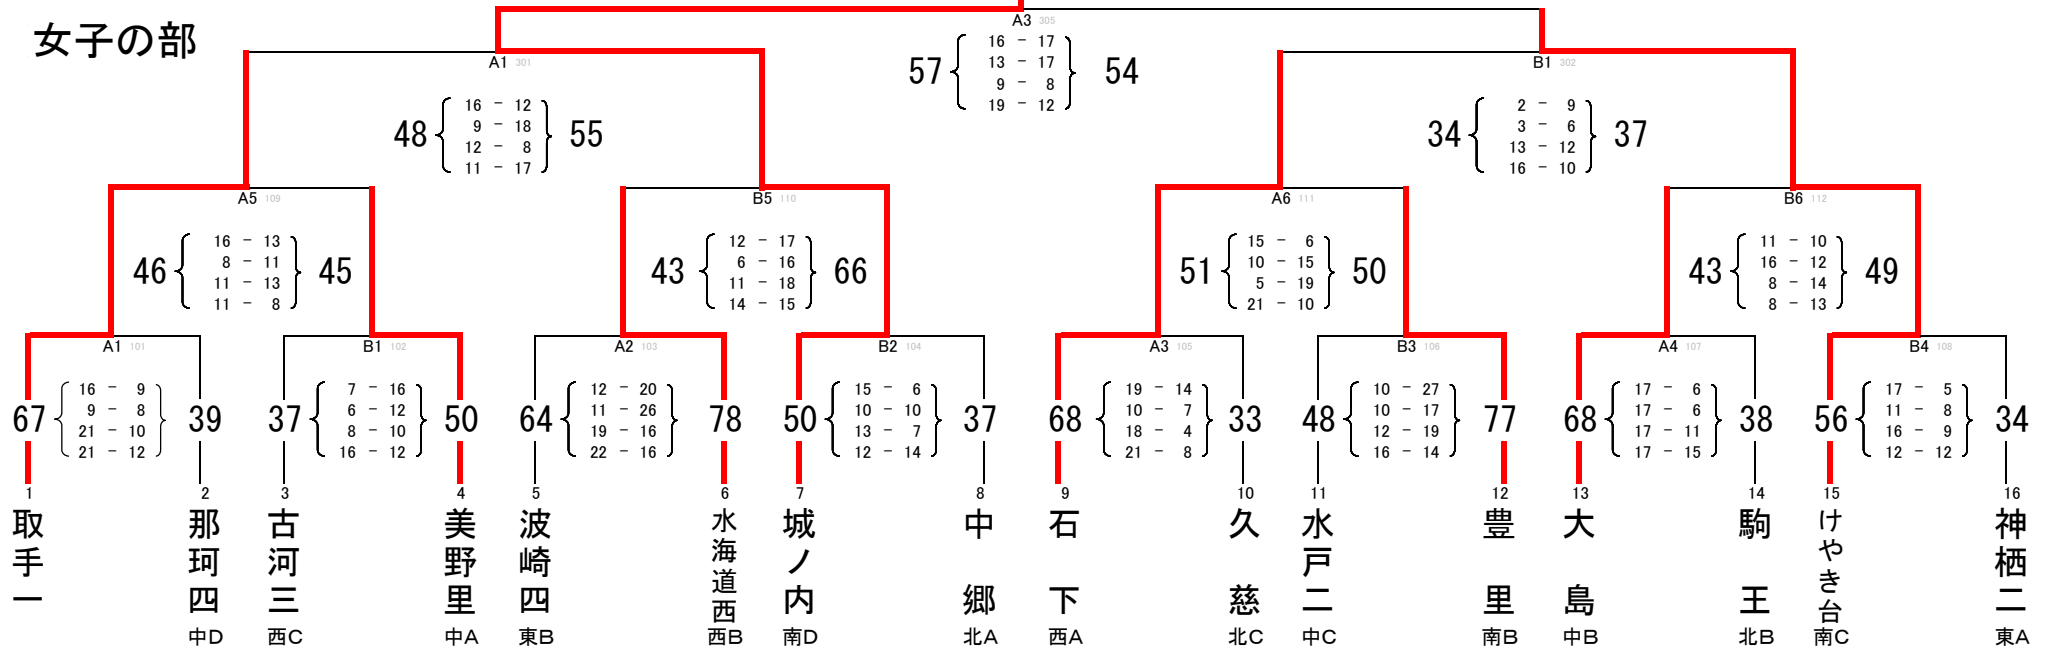 女子の部
A3 305
57 16 - 17 54
13 - 17
9 - 8
19 - 12
A1 301
48 16 - 12 55
9 - 18
12 - 8
11 - 17
B1 302
34 2 - 9 37
3 - 6
13 - 12
16 - 10
A5 109
46 16 - 13 45
8 - 11
11 - 13
11 - 8
B5 110
43 12 - 17 66
6 - 16
11 - 18
14 - 15
A6 111
51 15 - 6 50
10 - 15
5 - 19
21 - 10
B6 112
43 11 - 10 49
16 - 12
8 - 14
8 - 13
A1 101
67 16 - 9 39
9 - 8
21 - 10
21 - 12
B1 102
37 7 - 16 50
6 - 12
8 - 10
16 - 12
A2 103
64 12 - 20 78
11 - 26
19 - 16
22 - 16
B2 104
50 15 - 6 37
10 - 10
13 - 7
12 - 14
A3 105
68 19 - 14 33
10 - 7
18 - 4
21 - 8
B3 106
48 10 - 27 77
10 - 17
12 - 19
16 - 14
A4 107
68 17 - 6 38
17 - 6
17 - 11
17 - 15
B4 108
56 17 - 5 34
11 - 8
16 - 9
12 - 12
1
取手一
2
那珂四
中D
3
古河三
西C
4
美野里
中A
5
波崎四
東B
6
水海道西
西B
7
城ノ内
南D
8
中郷
北A
9
石下
西A
10
久慈
北C
11
水戸二
中C
12
豊里
南B
13
大島
中B
14
駒王
北B
15
けやき台
南C
16
神栖二
東A